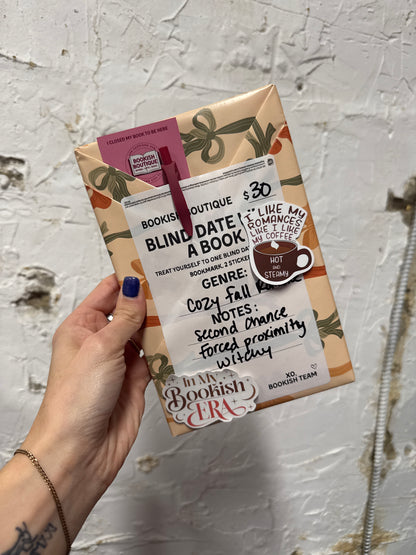 I CLOSED MY BOOK TO BE HERE
BOOKISH
BOUTIQUE
BOOKISH BOUTIQUE
$30
BLIND DATE
A BOOK
TREAT YOURSELF TO ONE BLIND DATE
BOOKMARK, 2 STICKER
GENRE:
Cozy fall
NOTES:
second chance
Forced proximity
witchy
XO,
BOOKISH TEAM
I LIKE MY
ROMANCES
LIKE I LIKE
MY COFFEE
HOT
AND
STEAMY
In My
Bookish
ERA